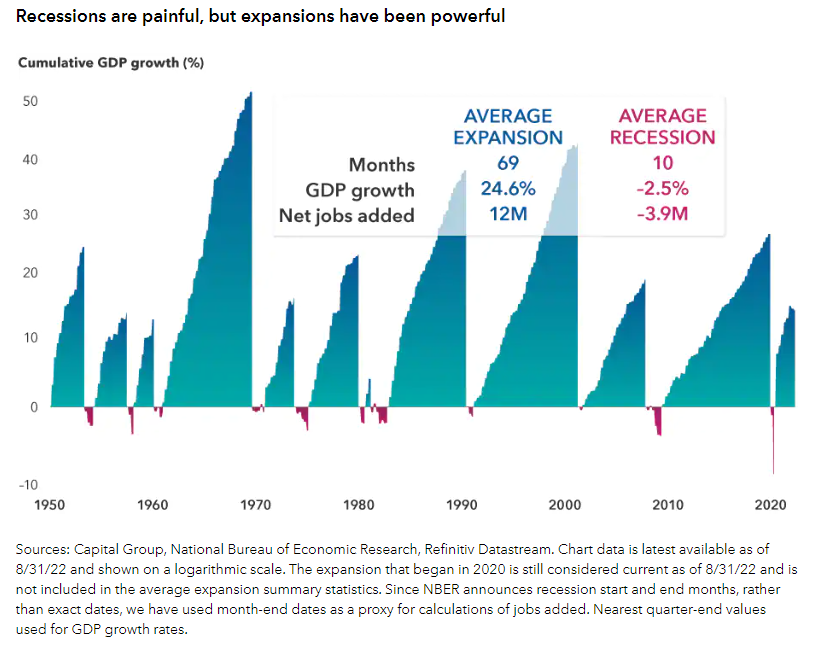 Recessions are painful, but expansions have been powerful
Cumulative GDP growth (%)
50
40
30
20
10
0
-10
AVERAGE EXPANSION
AVERAGE RECESSION
Months 69 10
GDP growth 24.6% -2.5%
Net jobs added 12M -3.9M
1950 1960 1970 1980 1990 2000 2010 2020
Sources: Capital Group, National Bureau of Economic Research, Refinitiv Datastream. Chart data is latest available as of
8/31/22 and shown on a logarithmic scale. The expansion that began in 2020 is still considered current as of 8/31/22 and is
not included in the average expansion summary statistics. Since NBER announces recession start and end months, rather
than exact dates, we have used month-end dates as a proxy for calculations of jobs added. Nearest quarter-end values
used for GDP growth rates.